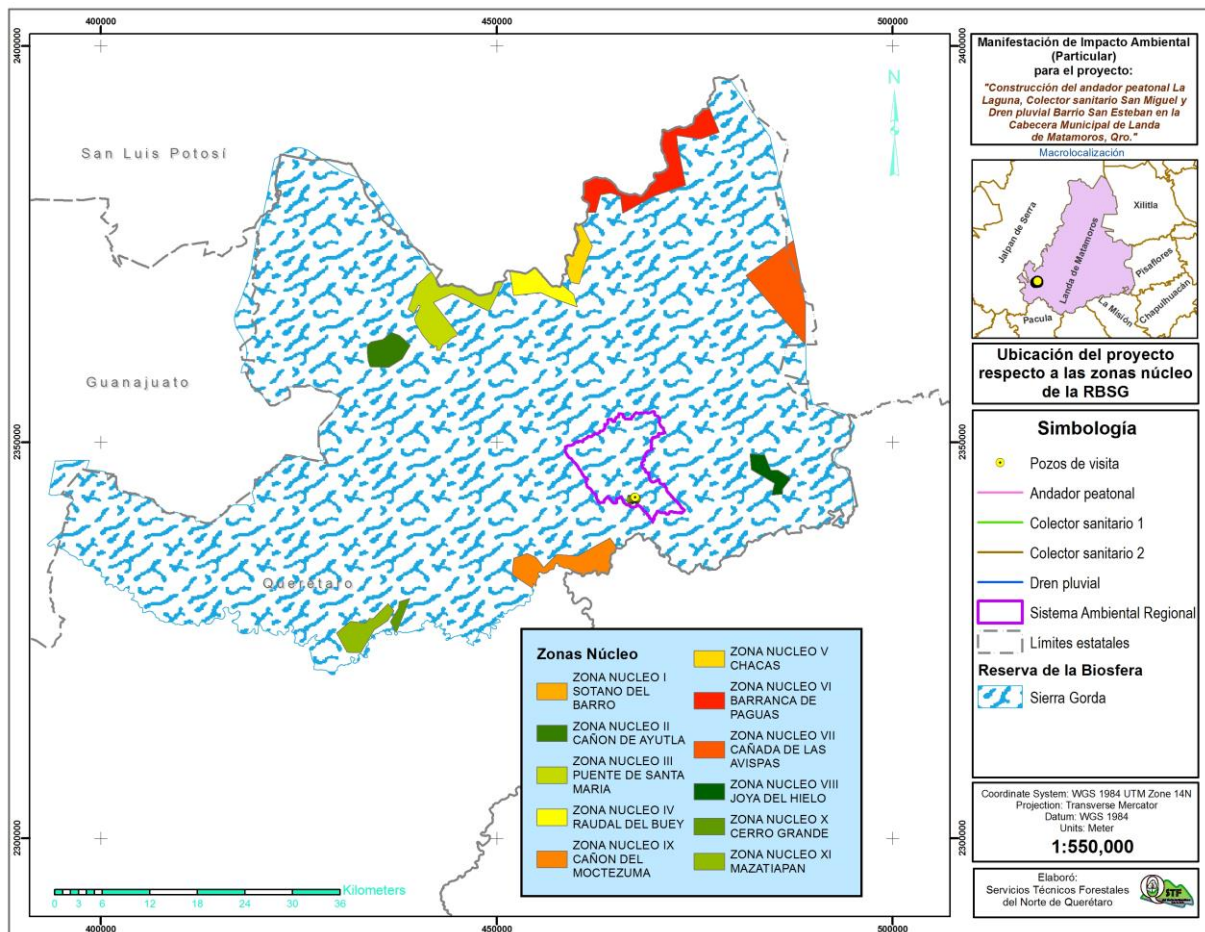 400000
450000
500000
2400000
2400000
2350000
2350000
2300000
2300000
400000
450000
500000
San Luis Potosí
Guanajuato
Querétaro
N
Zonas Núcleo
ZONA NUCLEO I
SOTANO DEL
BARRO
ZONA NUCLEO II
CAÑON DE AYUTLA
ZONA NUCLEO III
PUENTE DE SANTA
MARIA
ZONA NUCLEO IV
RAUDAL DEL BUEY
ZONA NUCLEO IX
CAÑON DEL
MOCTEZUMA
ZONA NUCLEO V
CHACAS
ZONA NUCLEO VI
BARRANCA DE
PAGUAS
ZONA NUCLEO VII
CAÑADA DE LAS
AVISPAS
ZONA NUCLEO VIII
JOYA DEL HIELO
ZONA NUCLEO X
CERRO GRANDE
ZONA NUCLEO XI
MAZATIAPAN
Kilometers
0 3 6 12 18 24 30 36
Manifestación de Impacto Ambiental
(Particular)
para el proyecto:
"Construcción del andador peatonal La
Laguna, Colector sanitario San Miguel y
Dren pluvial Barrio San Esteban en la
Cabecera Municipal de Landa
de Matamoros, Qro."
Macrolocalización
Xilitla
Jalpan de Serra
Landa de Matamoros
Pisaflores
Chapulhuacán
La Misión
Pacula
Ubicación del proyecto
respecto a las zonas núcleo
de la RBSG
Simbología
Pozos de visita
Andador peatonal
Colector sanitario 1
Colector sanitario 2
Dren pluvial
Sistema Ambiental Regional
Límites estatales
Reserva de la Biosfera
Sierra Gorda
Coordinate System: WGS 1984 UTM Zone 14N
Projection: Transverse Mercator
Datum: WGS 1984
Units: Meter
1:550,000
Elaboró:
Servicios Técnicos Forestales
del Norte de Querétaro
STF